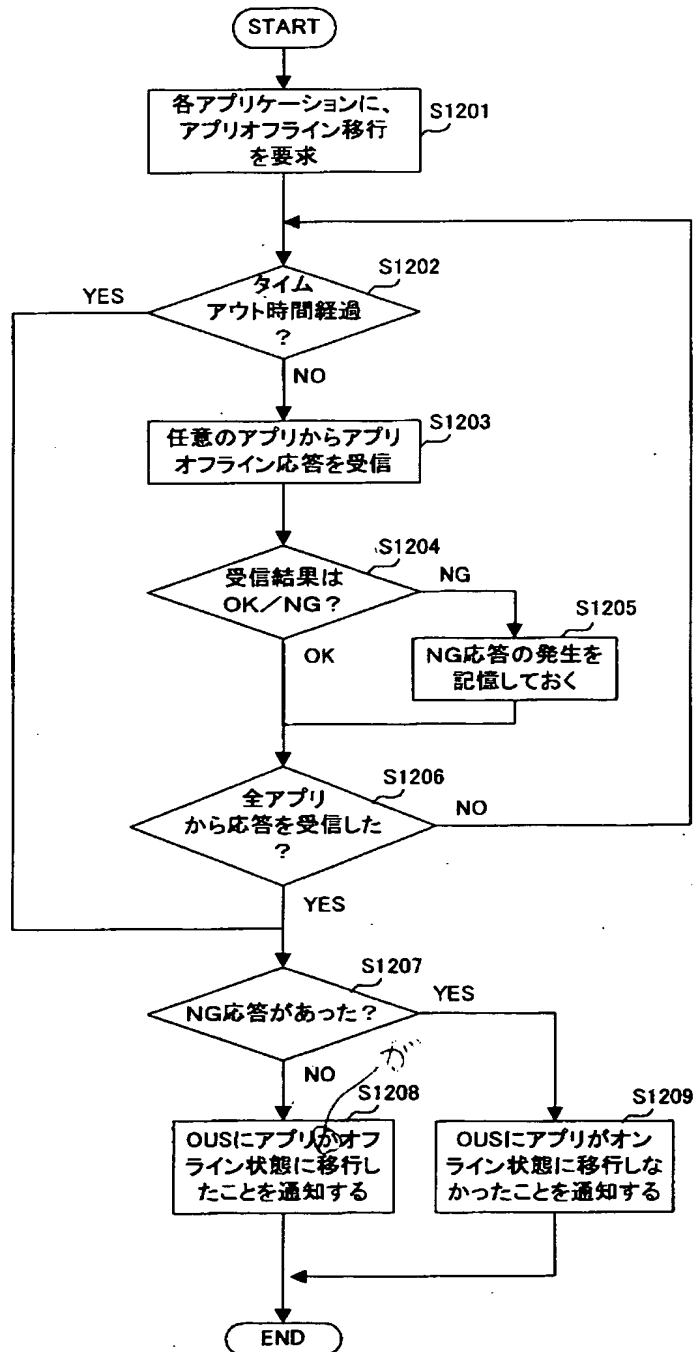 START
各アプリケーションに、
アプリオフライン移行
を要求
S1201
S1202
タイム
アウト時間経過
?
YES
NO
S1203
任意のアプリからアプリ
オフライン応答を受信
S1204
受信結果は
OK/NG?
NG
OK
S1205
NG応答の発生を
記憶しておく
S1206
全アプリ
から応答を受信した
?
NO
YES
S1207
NG応答があった?
YES
NO
が
S1208
OUSにアプリがオフ
ライン状態に移行し
たことを通知する
S1209
OUSにアプリがオン
ライン状態に移行しな
かったことを通知する
END